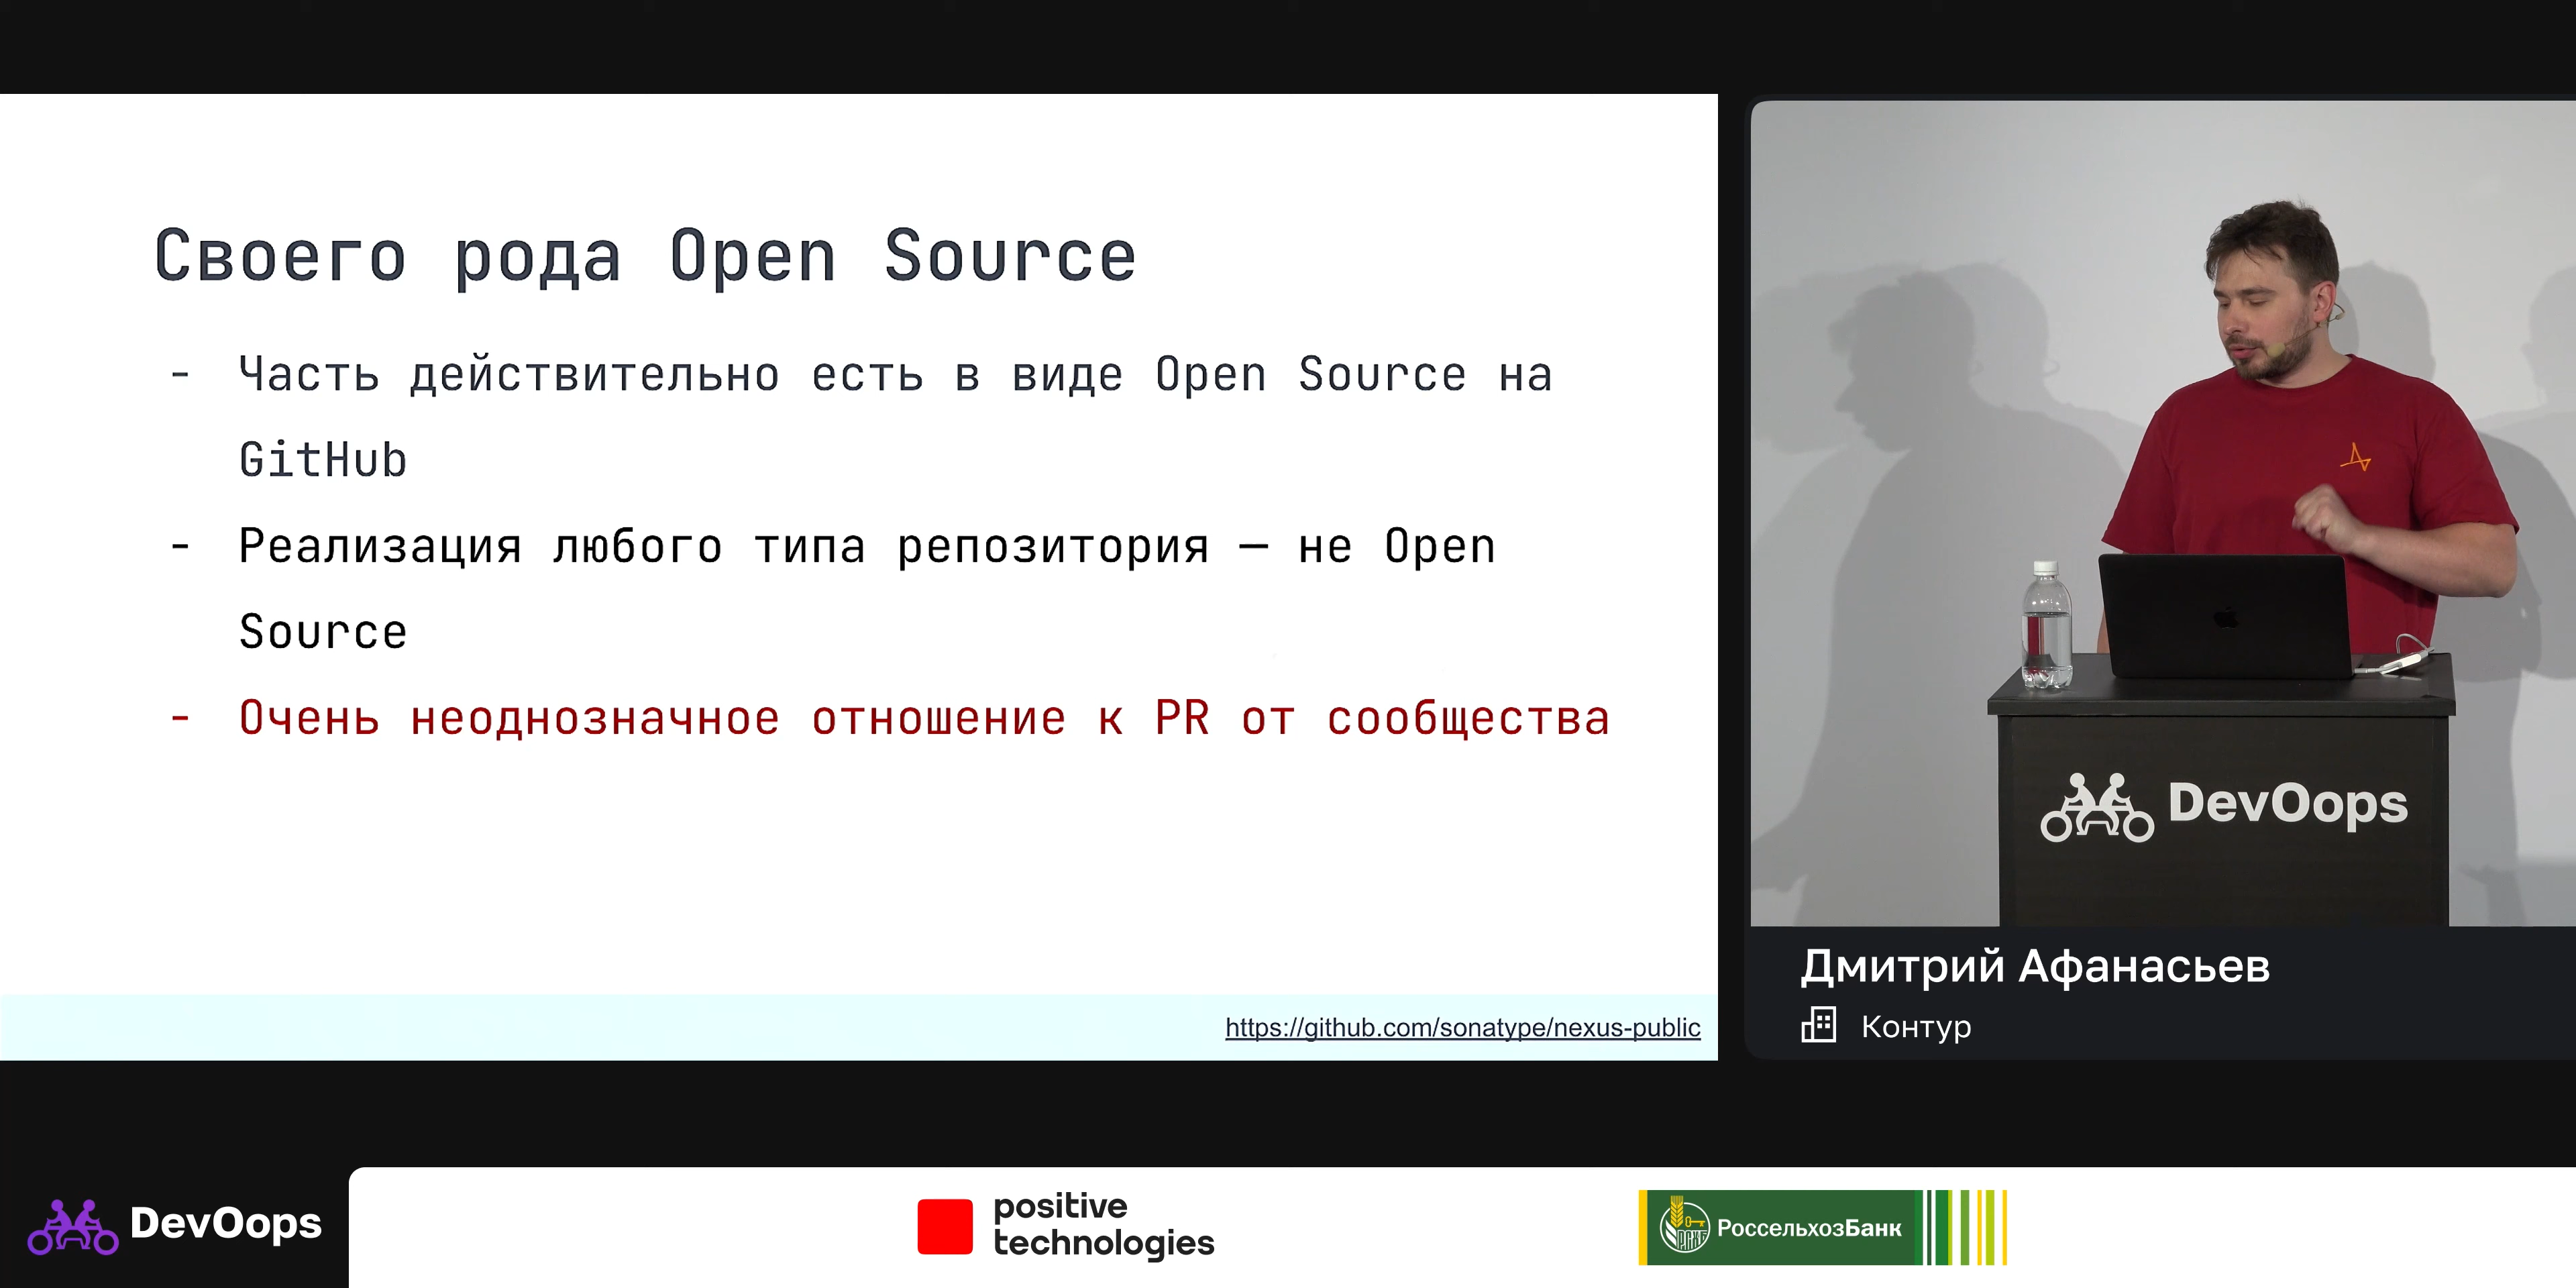 Своего рода Open Source
- Часть действительно есть в виде Open Source на
GitHub
- Реализация любого типа репозитория — не Open
Source
- Очень неоднозначное отношение к PR от сообщества
https://github.com/sonatype/nexus-public
DevOops
Дмитрий Афанасьев
Контур
DevOops
positive
technologies
РСХБ
РоссельхозБанк